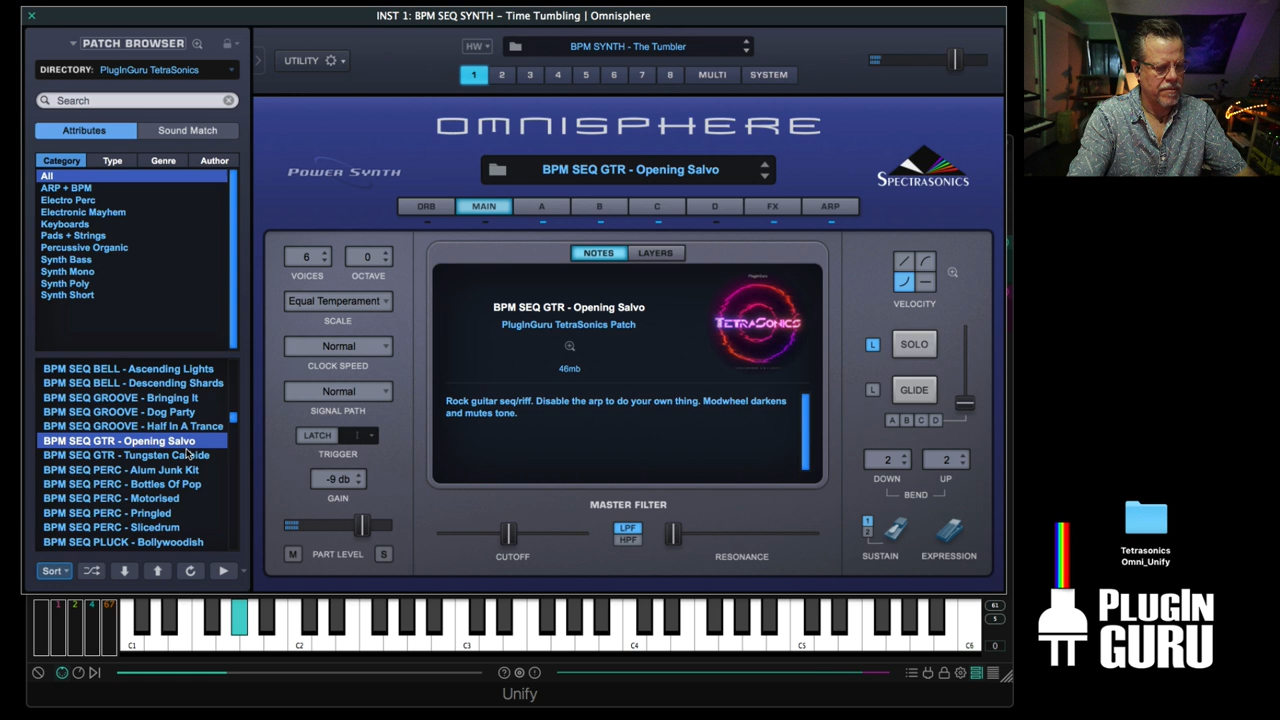 INST 1: BPM SEQ SYNTH - Time Tumbling | Omnisphere
PATCH BROWSER
DIRECTORY: PlugInGuru TetraSonics
Search
Attributes
Sound Match
Category
Type
Genre
Author
All
ARP + BPM
Electro Perc
Electronic Mayhem
Keyboards
Pads + Strings
Percussive Organic
Synth Bass
Synth Mono
Synth Poly
Synth Short
BPM SEQ BELL - Ascending Lights
BPM SEQ BELL - Descending Shards
BPM SEQ GROOVE - Bringing It
BPM SEQ GROOVE - Dog Party
BPM SEQ GROOVE - Half In A Trance
BPM SEQ GTR - Opening Salvo
BPM SEQ GTR - Tungsten Carbide
BPM SEQ PERC - Alum Junk Kit
BPM SEQ PERC - Bottles Of Pop
BPM SEQ PERC - Motorised
BPM SEQ PERC - Pringled
BPM SEQ PERC - Slicedrum
BPM SEQ PLUCK - Bollywoodish
Sort
UTILITY
HW
BPM SYNTH - The Tumbler
1 2 3 4 5 6 7 8 MULTI SYSTEM
OMNISPHERE
POWER SYNTH
BPM SEQ GTR - Opening Salvo
SPECTRASONICS
ORB MAIN A B C D FX ARP
6
0
VOICES
OCTAVE
Equal Temperament
SCALE
Normal
CLOCK SPEED
Normal
SIGNAL PATH
LATCH
TRIGGER
-9 db
GAIN
M PART LEVEL S
NOTES
LAYERS
BPM SEQ GTR - Opening Salvo
PlugInGuru TetraSonics Patch
46mb
PlugInGuru
TETRASONICS
Rock guitar seq/riff. Disable the arp to do your own thing. Modwheel darkens
and mutes tone.
MASTER FILTER
LPF
HPF
CUTOFF
RESONANCE
VELOCITY
L SOLO
L GLIDE
A B C D
2
2
DOWN
UP
BEND
1
2
SUSTAIN
EXPRESSION
1 2 4 67
C1 C2 C3 C4 C5 C6
61
5
0
Unify
Tetrasonics
Omni_Unify
PLUGIN
GURU